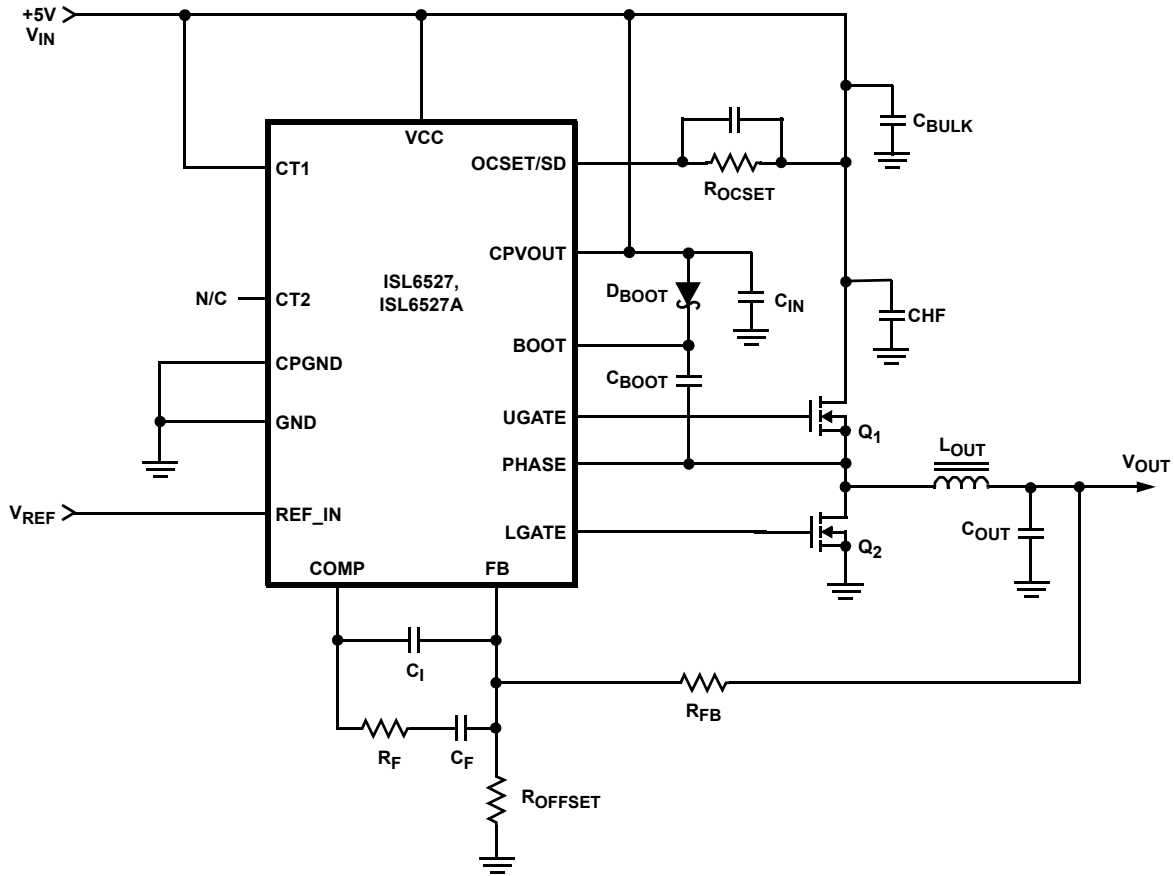 +5V
VIN
VCC
CBULK
CT1
OCSET/SD
ROCSET
CPVOUT
ISL6527,
ISL6527A
DBOOT
CIN
N/C
CT2
CHF
BOOT
CPGND
CBOOT
UGATE
GND
Q1
PHASE
LOUT
VOUT
VREF
REF_IN
LGATE
Q2
COUT
COMP
FB
CI
RFB
RF
CF
ROFFSET